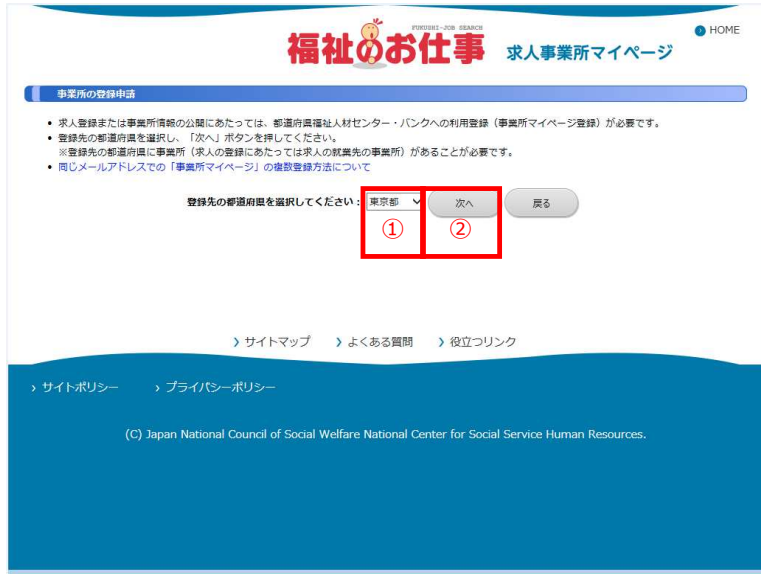 FUKUSHI-JOB SEARCH
福祉のお仕事 求人事業所マイページ
HOME
事業所の登録申請
• 求人登録または事業所情報の公開にあたっては、都道府県福祉人材センター・バンクへの利用登録（事業所マイページ登録）が必要です。
• 登録先の都道府県を選択し、「次へ」ボタンを押してください。
※登録先の都道府県に事業所（求人の登録にあたっては求人の就業先の事業所）があることが必要です。
• 同じメールアドレスでの「事業所マイページ」の複数登録方法について
登録先の都道府県を選択してください： 東京都 次へ 戻る
① ②
サイトマップ よくある質問 役立つリンク
サイトポリシー プライバシーポリシー
(C) Japan National Council of Social Welfare National Center for Social Service Human Resources.